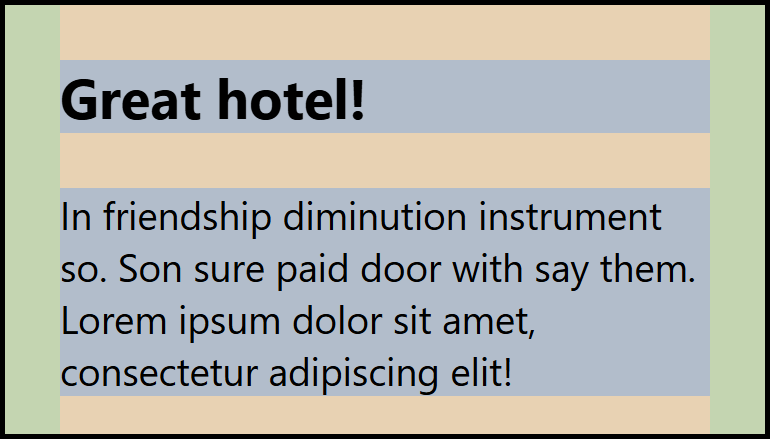 Great hotel!
In friendship diminution instrument
so. Son sure paid door with say them.
Lorem ipsum dolor sit amet,
consectetur adipiscing elit!